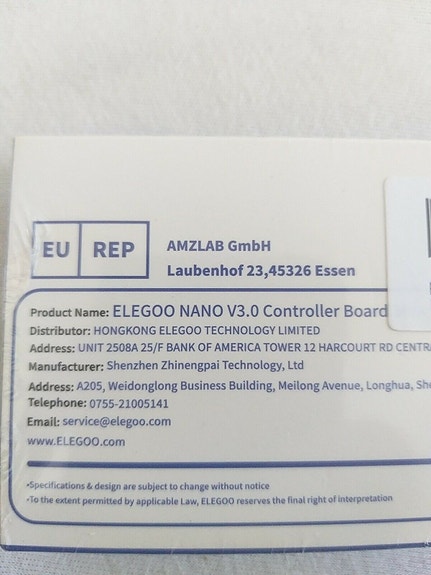 EU REP
AMZLAB GmbH
Laubenhof 23,45326 Essen
Product Name: ELEGOO NANO V3.0 Controller Board
Distributor: HONGKONG ELEGOO TECHNOLOGY LIMITED
Address: UNIT 2508A 25/F BANK OF AMERICA TOWER 12 HARCOURT RD CENTRA
Manufacturer: Shenzhen Zhinengpai Technology, Ltd
Address: A205, Weidonglong Business Building, Meilong Avenue, Longhua, She
Telephone: 0755-21005141
Email: service@elegoo.com
www.ELEGOO.com
•Specifications & design are subject to change without notice
•To the extent permitted by applicable Law, ELEGOO reserves the final right of interpretation